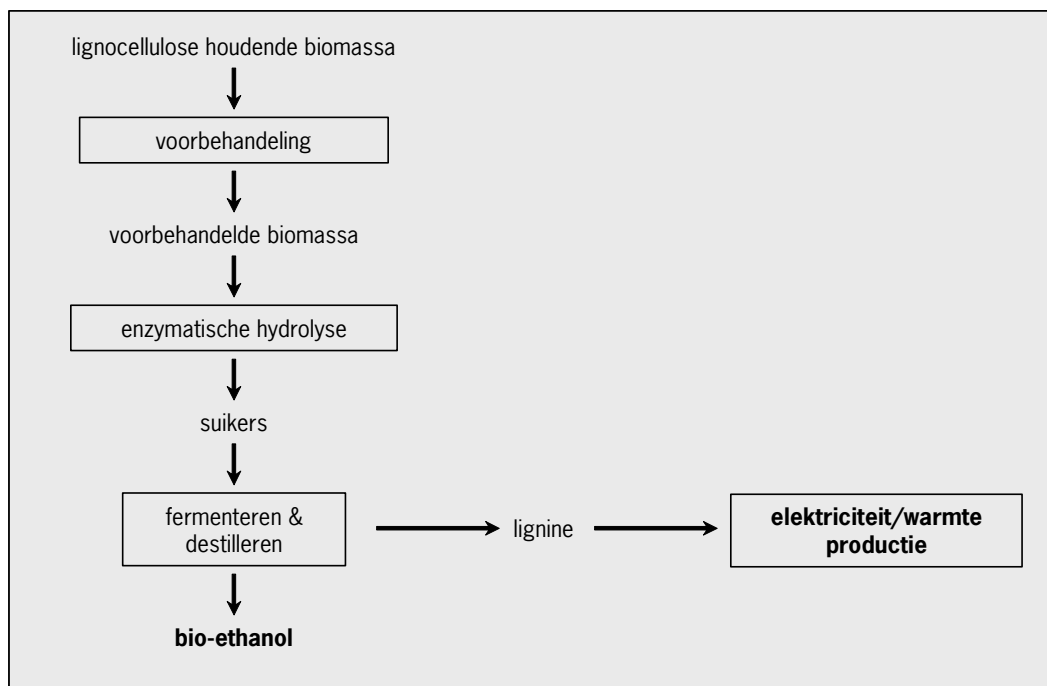 lignocellulose houdende biomassa
voorbehandeling
voorbehandelde biomassa
enzymatische hydrolyse
suikers
fermenteren &
destilleren
lignine
elektriciteit/warmte
productie
bio-ethanol